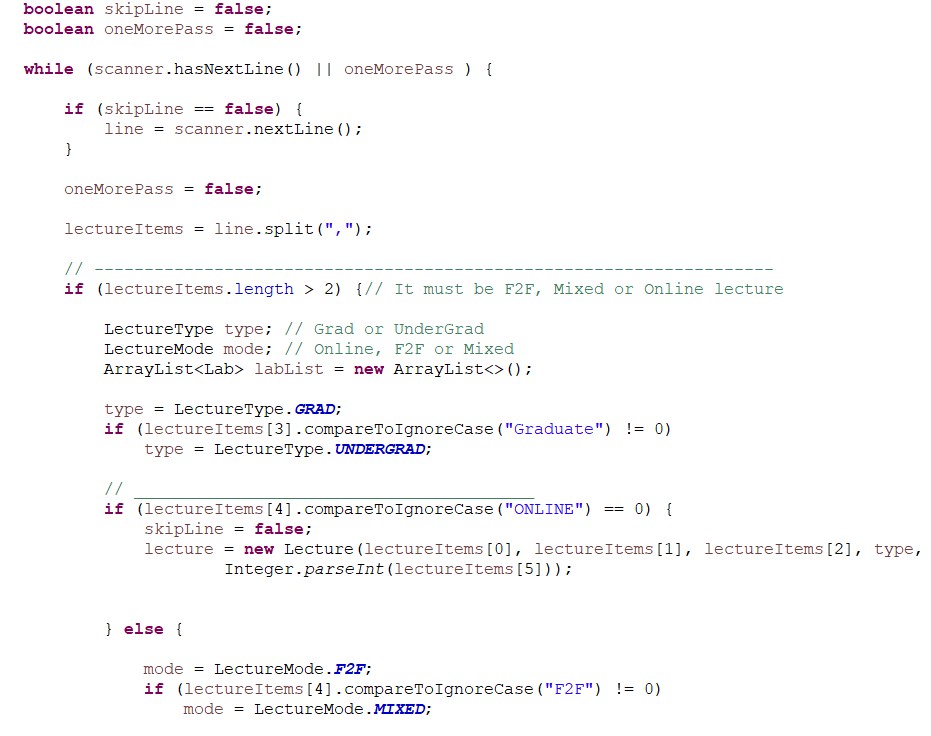 boolean skipLine = false;
boolean oneMorePass = false;
while (scanner.hasNextLine() || oneMorePass ) {
if (skipLine == false) {
line = scanner.nextLine();
}
oneMorePass = false;
lectureItems = line.split(",");
// --------------------------------------------------------------------
if (lectureItems.length > 2) {// It must be F2F, Mixed or Online lecture
LectureType type; // Grad or UnderGrad
LectureMode mode; // Online, F2F or Mixed
ArrayList<Lab> labList = new ArrayList<>();
type = LectureType.GRAD;
if (lectureItems[3].compareToIgnoreCase("Graduate") != 0)
type = LectureType.UNDERGRAD;
// ________________________________________
if (lectureItems[4].compareToIgnoreCase("ONLINE") == 0) {
skipLine = false;
lecture = new Lecture(lectureItems[0], lectureItems[1], lectureItems[2], type,
Integer.parseInt(lectureItems[5]));
} else {
mode = LectureMode.F2F;
if (lectureItems[4].compareToIgnoreCase("F2F") != 0)
mode = LectureMode.MIXED;